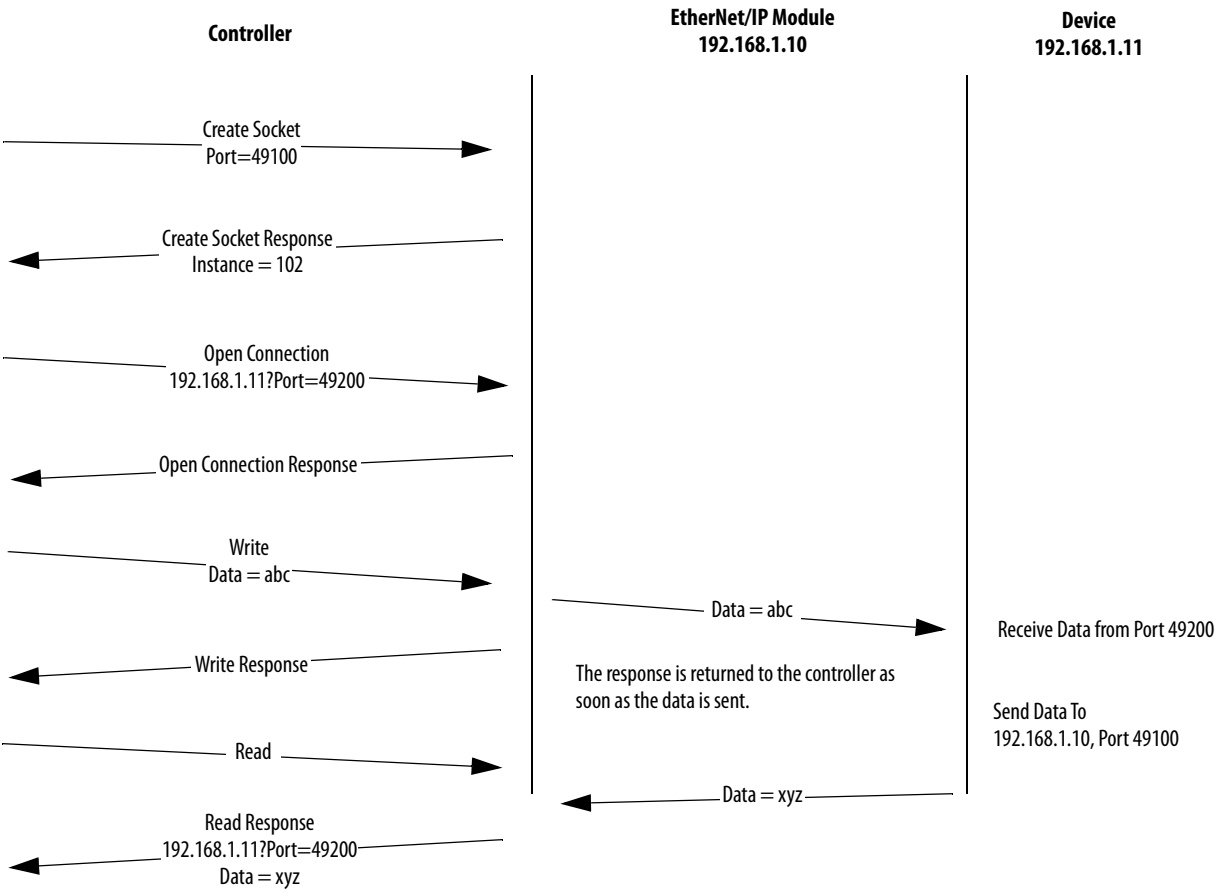 Controller
EtherNet/IP Module
192.168.1.10
Device
192.168.1.11
Create Socket
Port=49100
Create Socket Response
Instance = 102
Open Connection
192.168.1.11?Port=49200
Open Connection Response
Write
Data = abc
Data = abc
Receive Data from Port 49200
Write Response
The response is returned to the controller as
soon as the data is sent.
Send Data To
192.168.1.10, Port 49100
Read
Data = xyz
Read Response
192.168.1.11?Port=49200
Data = xyz